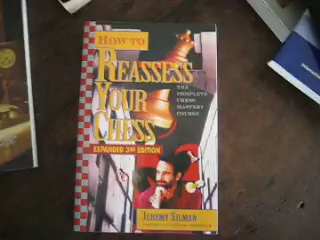 HOW TO
REASSESS
YOUR
CHESS
THE
COMPLETE
CHESS
MASTERY
COURSE
EXPANDED 3RD EDITION
JEREMY SILMAN